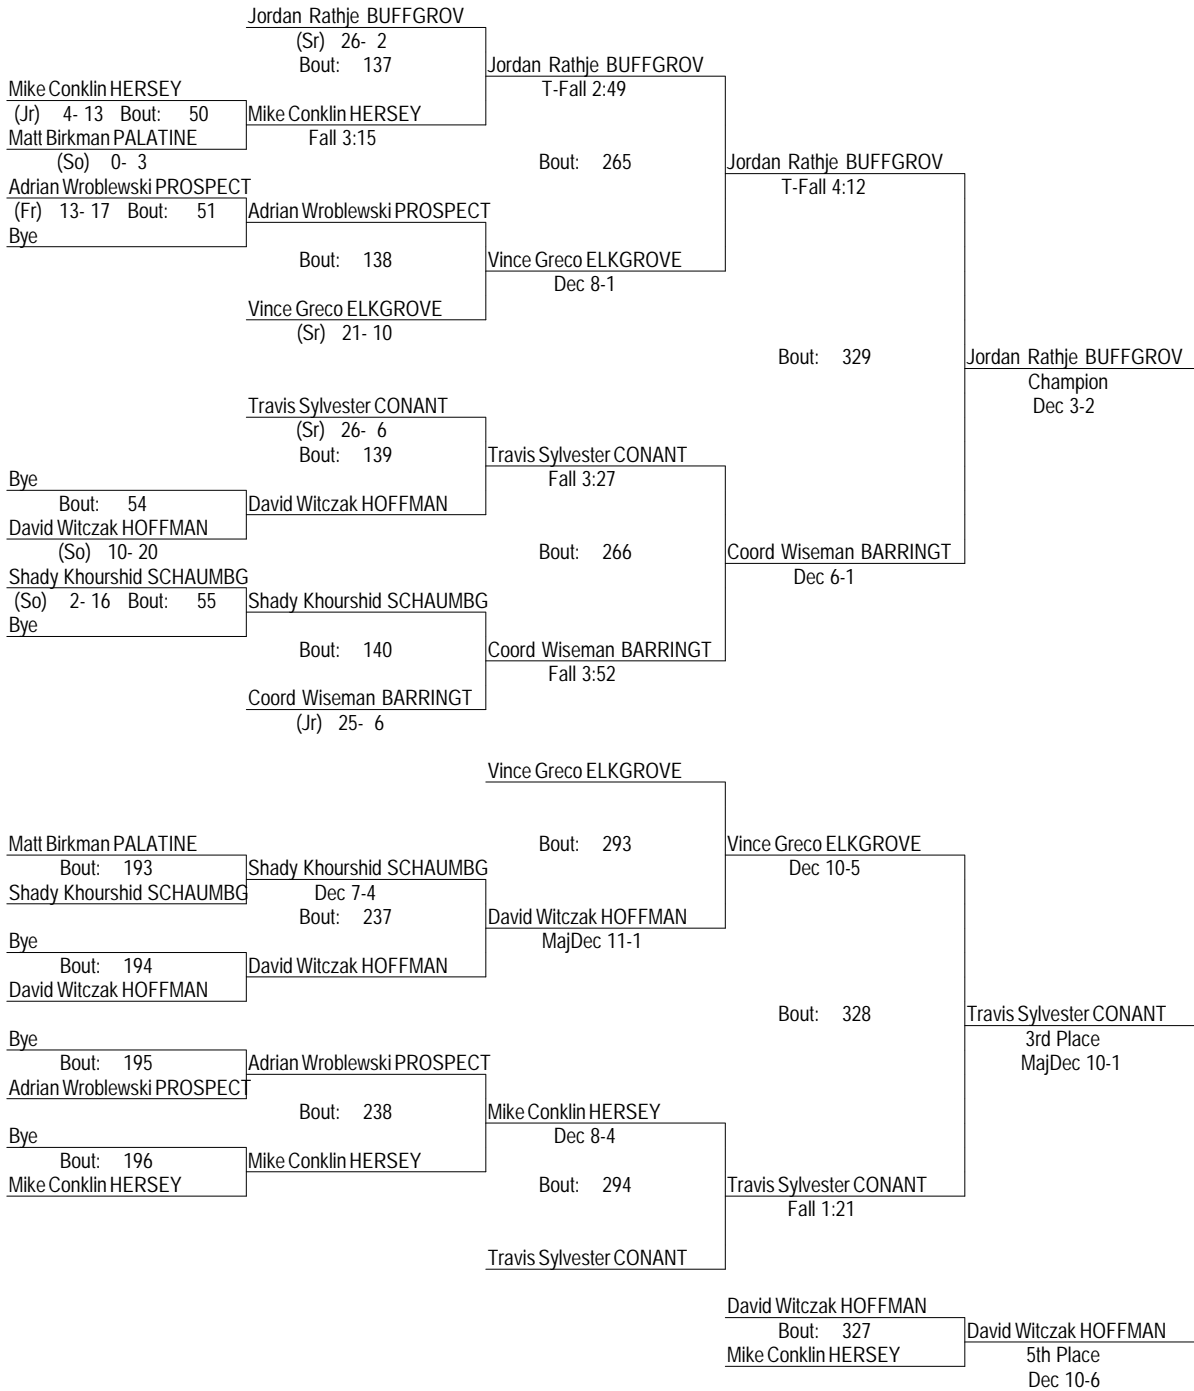 Jordan Rathje BUFFGROV
(Sr) 26- 2
Bout: 137
Jordan Rathje BUFFGROV
Mike Conklin HERSEY
T-Fall 2:49
(Jr) 4- 13 Bout: 50
Mike Conklin HERSEY
Matt Birkman PALATINE
Fall 3:15
(So) 0- 3
Bout: 265
Jordan Rathje BUFFGROV
Adrian Wroblewski PROSPECT
T-Fall 4:12
(Fr) 13- 17 Bout: 51
Adrian Wroblewski PROSPECT
Bye
Bout: 138
Vince Greco ELKGROVE
Dec 8-1
Vince Greco ELKGROVE
(Sr) 21- 10
Bout: 329
Jordan Rathje BUFFGROV
Champion
Dec 3-2
Travis Sylvester CONANT
(Sr) 26- 6
Bout: 139
Travis Sylvester CONANT
Bye
Fall 3:27
Bout: 54
David Witczak HOFFMAN
David Witczak HOFFMAN
(So) 10- 20
Bout: 266
Coord Wiseman BARRINGT
Shady Khourshid SCHAUMBG
Dec 6-1
(So) 2- 16 Bout: 55
Shady Khourshid SCHAUMBG
Bye
Bout: 140
Coord Wiseman BARRINGT
Fall 3:52
Coord Wiseman BARRINGT
(Jr) 25- 6
Vince Greco ELKGROVE
Matt Birkman PALATINE
Bout: 293
Vince Greco ELKGROVE
Bout: 193
Shady Khourshid SCHAUMBG
Dec 10-5
Shady Khourshid SCHAUMBG
Dec 7-4
Bout: 237
David Witczak HOFFMAN
Bye
MajDec 11-1
Bout: 194
David Witczak HOFFMAN
David Witczak HOFFMAN
Bout: 328
Travis Sylvester CONANT
Bye
3rd Place
Bout: 195
Adrian Wroblewski PROSPECT
MajDec 10-1
Adrian Wroblewski PROSPECT
Bout: 238
Mike Conklin HERSEY
Bye
Dec 8-4
Bout: 196
Mike Conklin HERSEY
Mike Conklin HERSEY
Bout: 294
Travis Sylvester CONANT
Fall 1:21
Travis Sylvester CONANT
David Witczak HOFFMAN
Bout: 327
David Witczak HOFFMAN
Mike Conklin HERSEY
5th Place
Dec 10-6